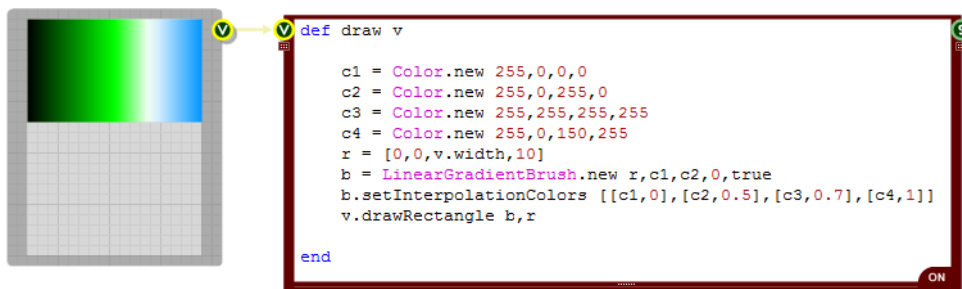 V
V def draw v
c1 = Color.new 255,0,0,0
c2 = Color.new 255,0,255,0
c3 = Color.new 255,255,255,255
c4 = Color.new 255,0,150,255
r = [0,0,v.width,10]
b = LinearGradientBrush.new r,c1,c2,0,true
b.setInterpolationColors [[c1,0],[c2,0.5],[c3,0.7],[c4,1]]
v.drawRectangle b,r
end
ON